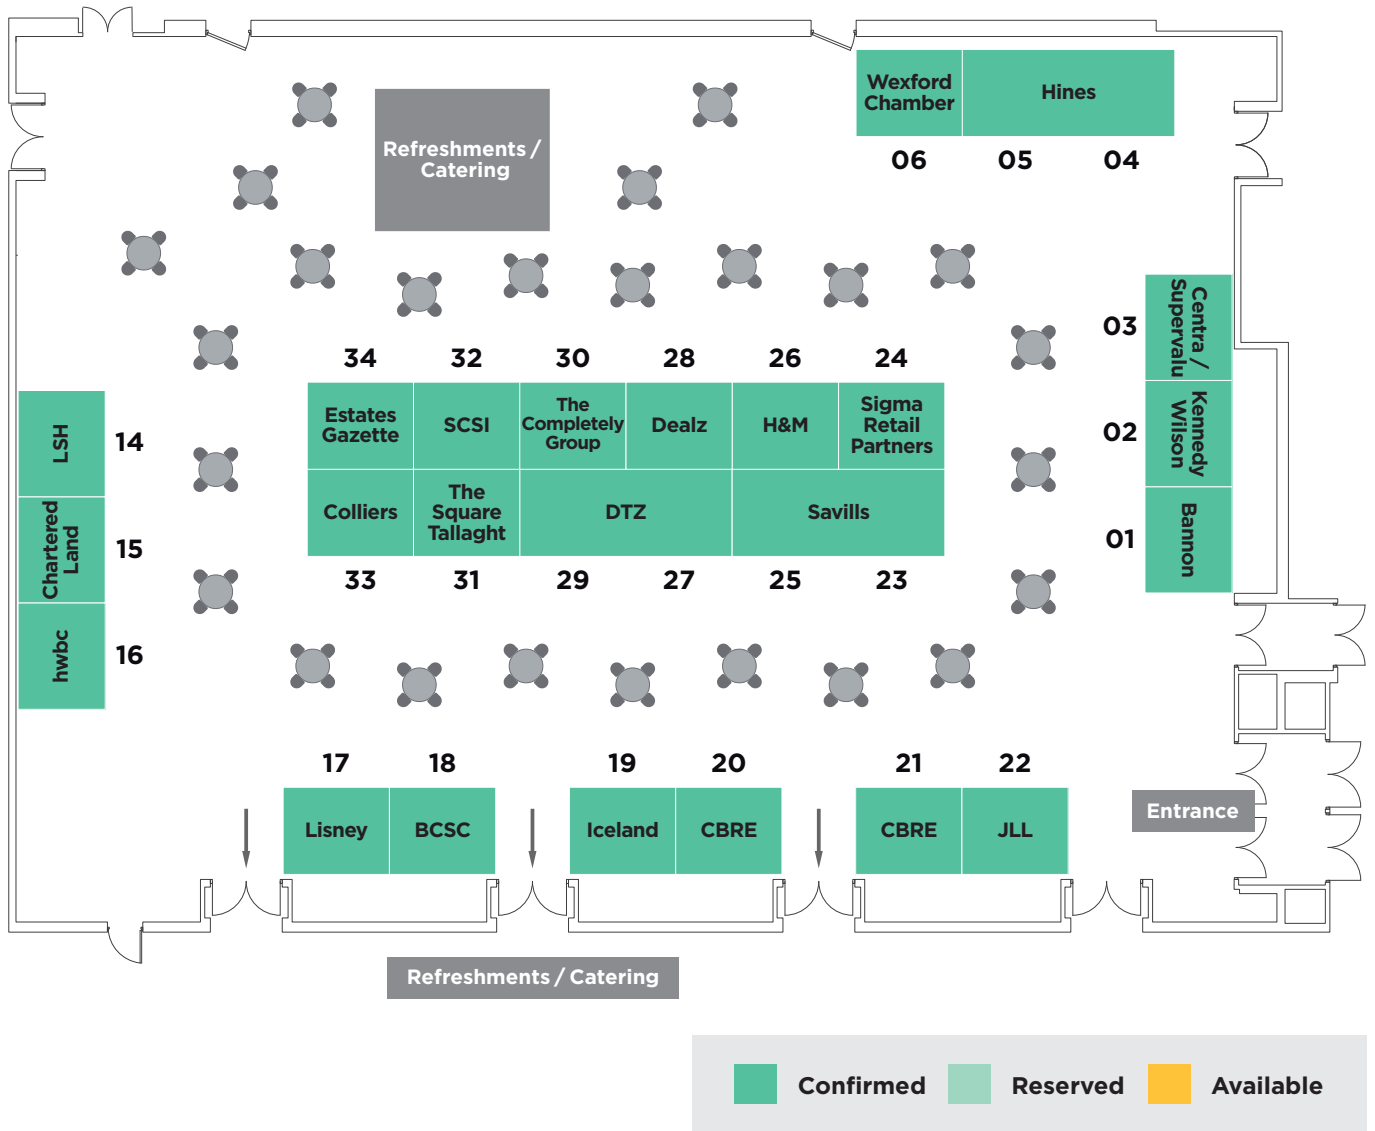 Wexford
Chamber
Hines
06
05
04
Refreshments /
Catering
03
Centra /
Supervalu
02
Kennedy
Wilson
01
Bannon
34
32
30
28
26
24
Estates
Gazette
SCSI
The
Completely
Group
Dealz
H&M
Sigma
Retail
Partners
Colliers
The
Square
Tallaght
DTZ
Savills
33
31
29
27
25
23
LSH
14
Chartered
Land
15
hwbc
16
17
18
19
20
21
22
Lisney
BCSC
Iceland
CBRE
CBRE
JLL
Entrance
Refreshments / Catering
Confirmed
Reserved
Available